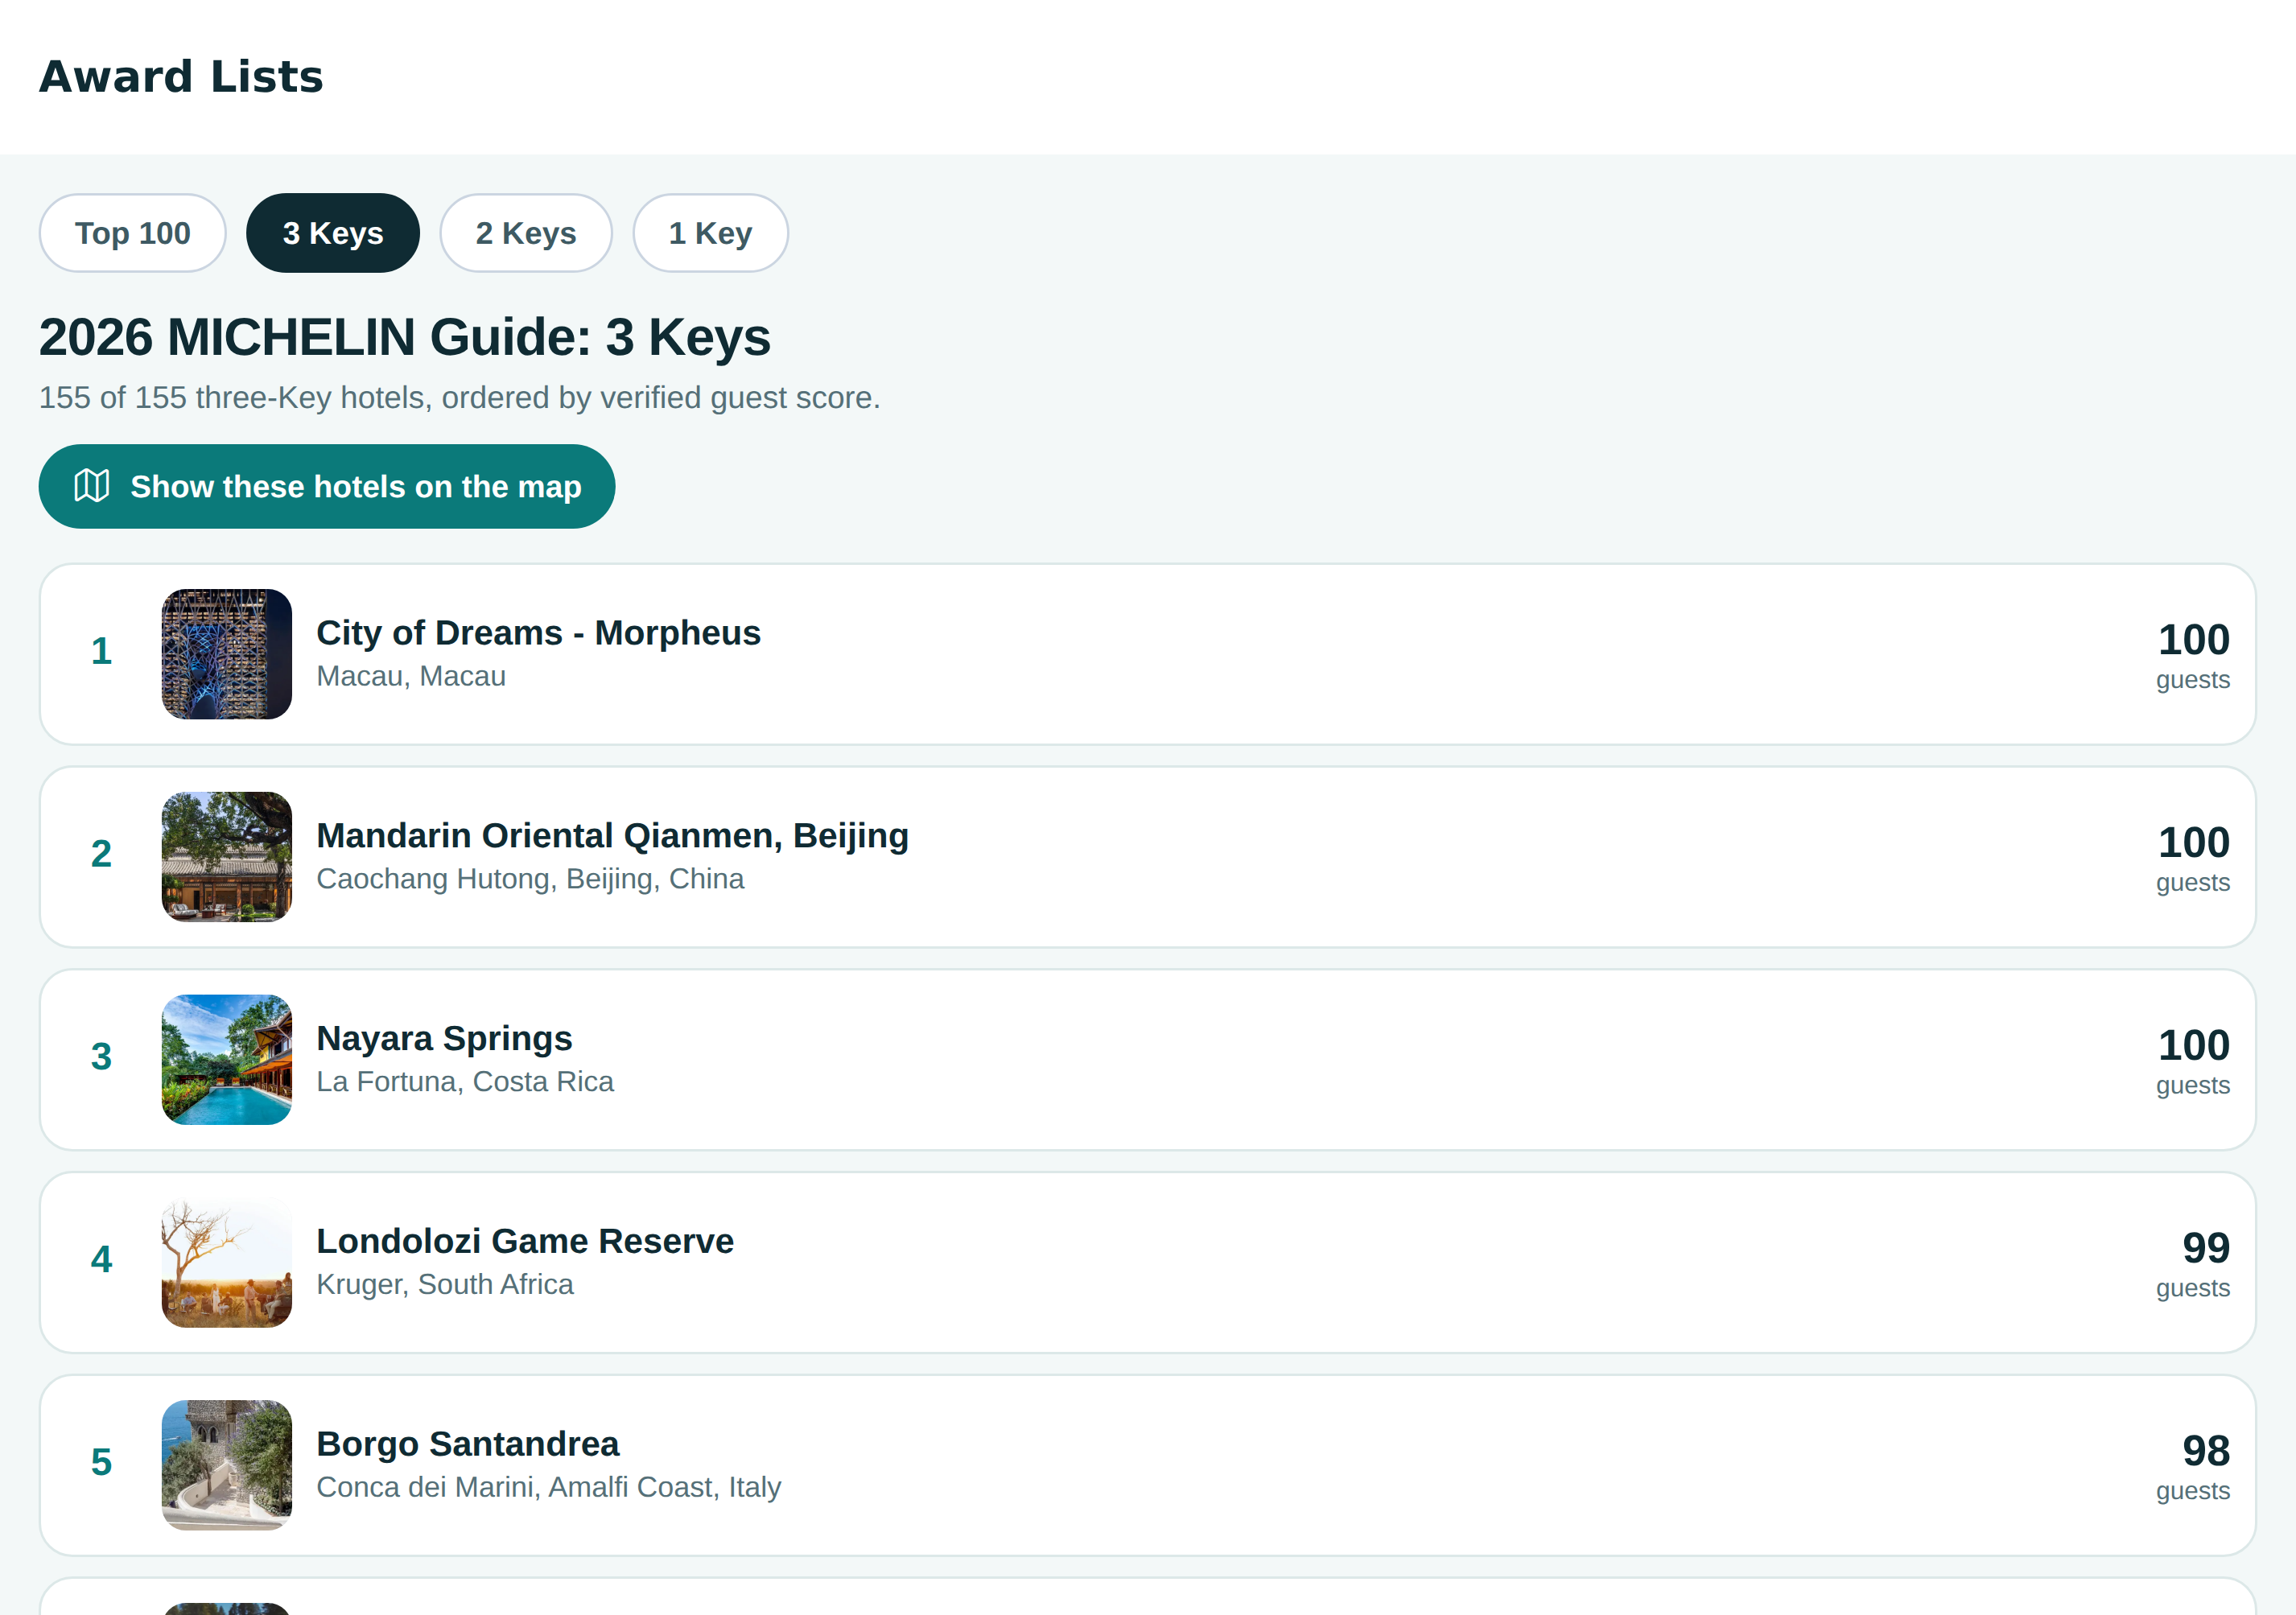 Award Lists
Top 100
3 Keys
2 Keys
1 Key
2026 MICHELIN Guide: 3 Keys
155 of 155 three-Key hotels, ordered by verified guest score.
Show these hotels on the map
1
City of Dreams - Morpheus
Macau, Macau
100
guests
2
Mandarin Oriental Qianmen, Beijing
Caochang Hutong, Beijing, China
100
guests
3
Nayara Springs
La Fortuna, Costa Rica
100
guests
4
Londolozi Game Reserve
Kruger, South Africa
99
guests
5
Borgo Santandrea
Conca dei Marini, Amalfi Coast, Italy
98
guests